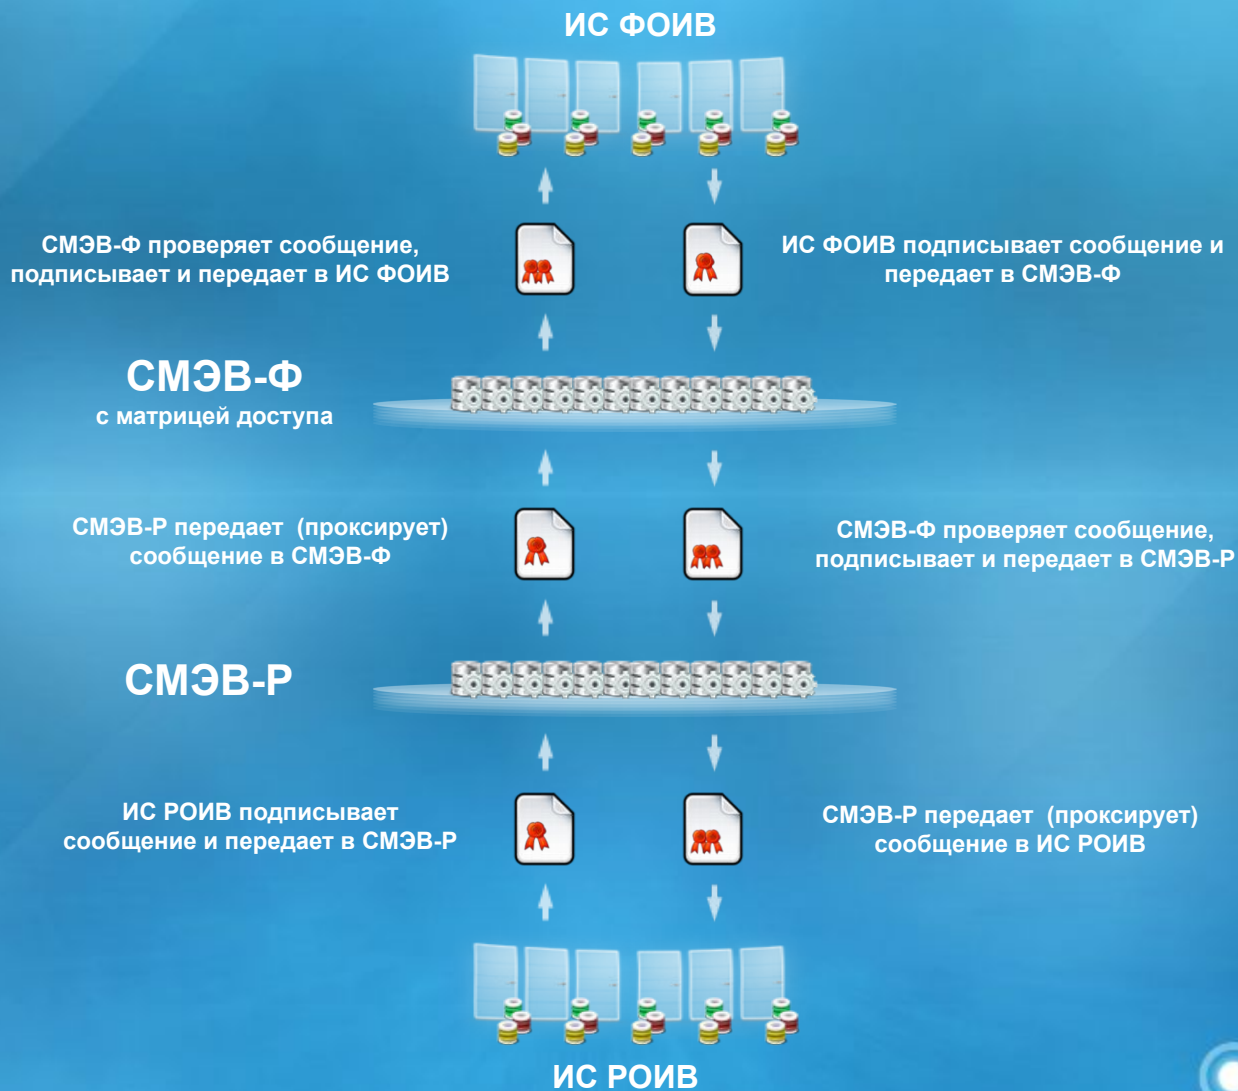 ИС ФОИВ
СМЭВ-Ф проверяет сообщение,
подписывает и передает в ИС ФОИВ
ИС ФОИВ подписывает сообщение и
передает в СМЭВ-Ф
СМЭВ-Ф
с матрицей доступа
СМЭВ-Р передает (проксирует)
сообщение в СМЭВ-Ф
СМЭВ-Ф проверяет сообщение,
подписывает и передает в СМЭВ-Р
СМЭВ-Р
ИС РОИВ подписывает
сообщение и передает в СМЭВ-Р
СМЭВ-Р передает (проксирует)
сообщение в ИС РОИВ
ИС РОИВ